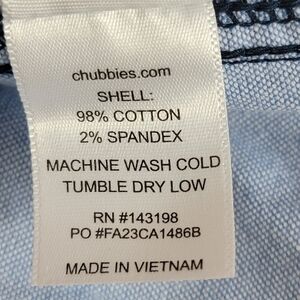 chubbies.com
SHELL:
98% COTTON
2% SPANDEX
MACHINE WASH COLD
TUMBLE DRY LOW
RN #143198
PO #FA23CA1486B
MADE IN VIETNAM